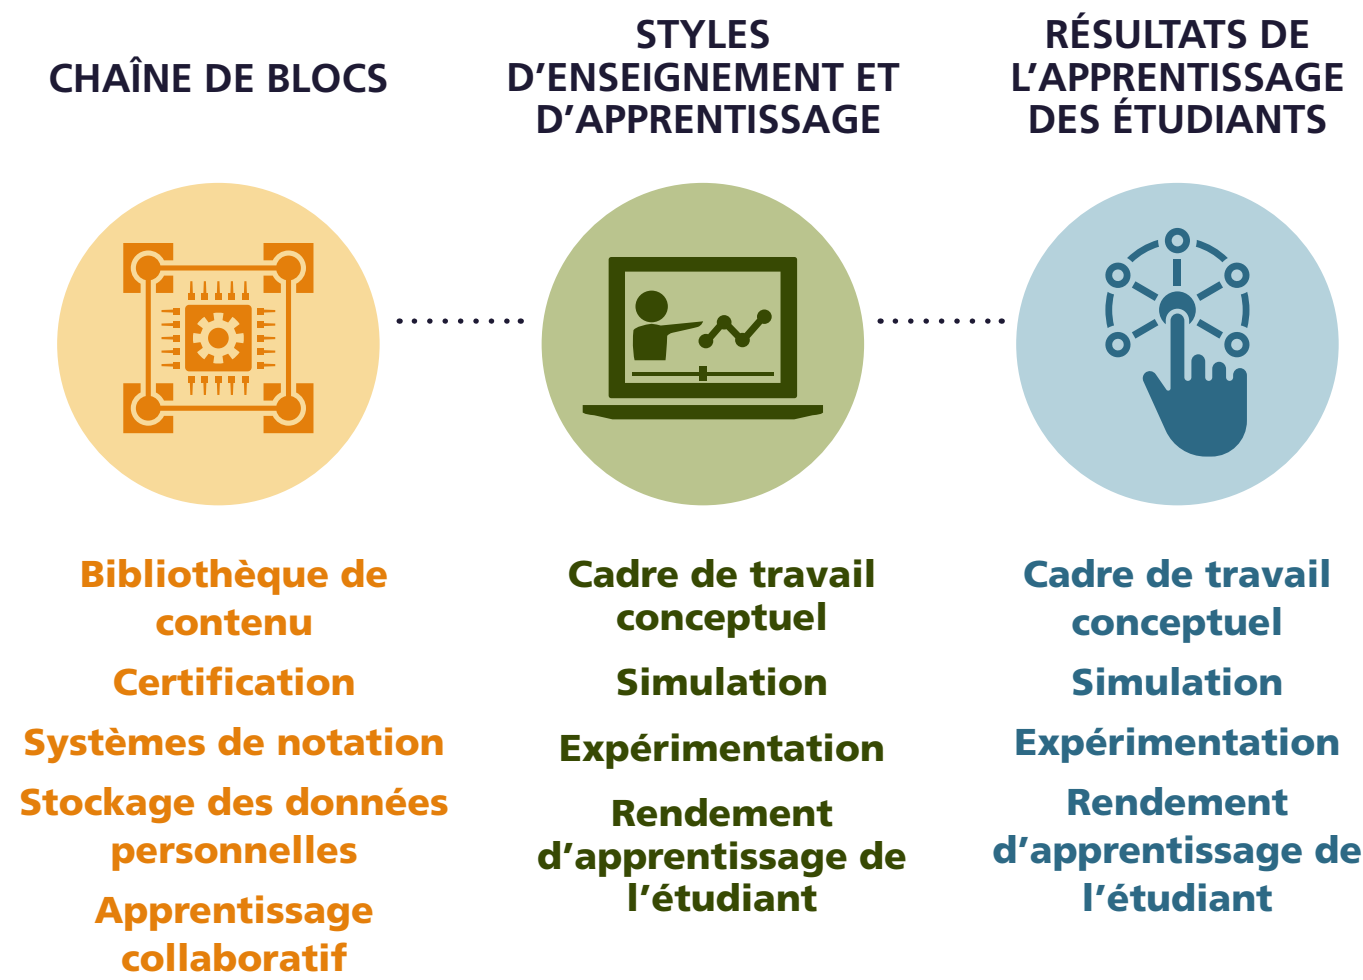 CHAÎNE DE BLOCS
STYLES
D’ENSEIGNEMENT ET
D’APPRENTISSAGE
RÉSULTATS DE
L’APPRENTISSAGE
DES ÉTUDIANTS
Bibliothèque de
contenu
Certification
Systèmes de notation
Stockage des données
personnelles
Apprentissage
collaboratif
Cadre de travail
conceptuel
Simulation
Expérimentation
Rendement
d’apprentissage de
l’étudiant
Cadre de travail
conceptuel
Simulation
Expérimentation
Rendement
d’apprentissage de
l’étudiant